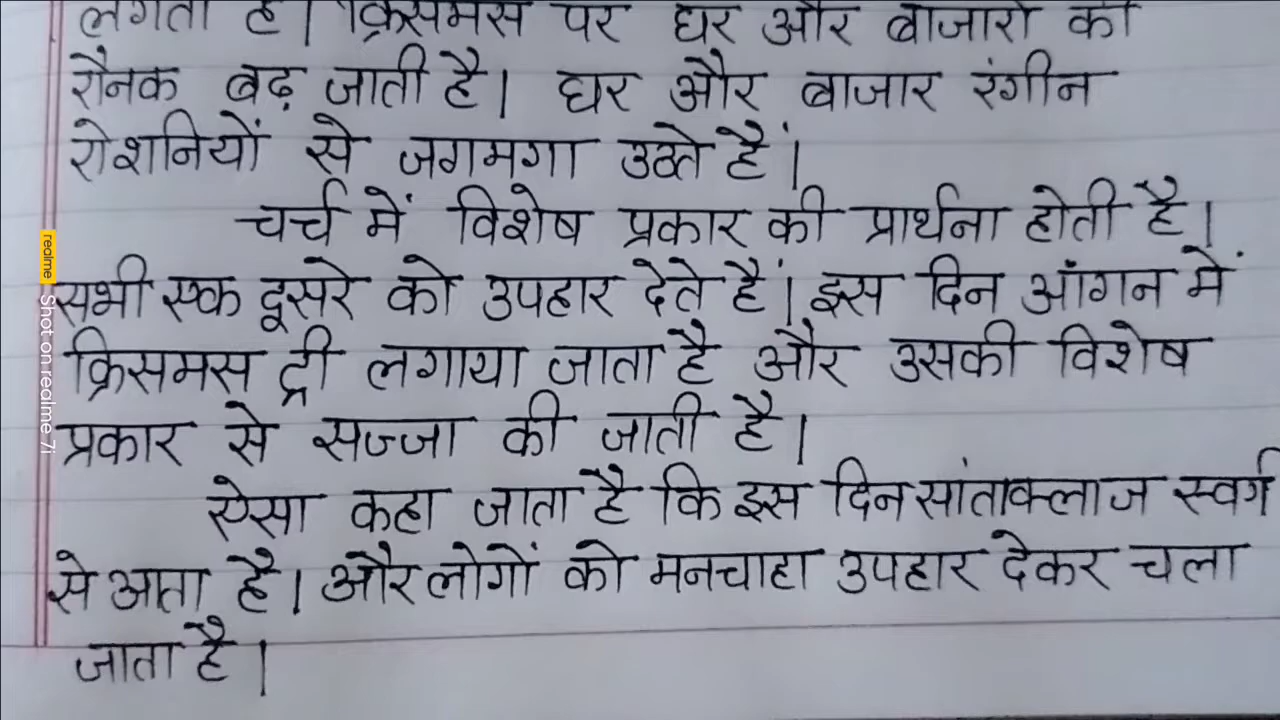 लगता है। क्रिसमस पर घर और बाजारों की
रौनक बढ़ जाती है। घर और बाजार रंगीन
रोशनियों से जगमगा उठते हैं।
चर्च में विशेष प्रकार की प्रार्थना होती है।
सभी एक दूसरे को उपहार देते हैं। इस दिन आंगन में
क्रिसमस ट्री लगाया जाता है और उसकी विशेष
प्रकार से सज्जा की जाती है।
ऐसा कहा जाता है कि इस दिन सांताक्लाज स्वर्ग
से आता है। और लोगों को मनचाहा उपहार देकर चला
जाता है।
realme Shot on realme 7i